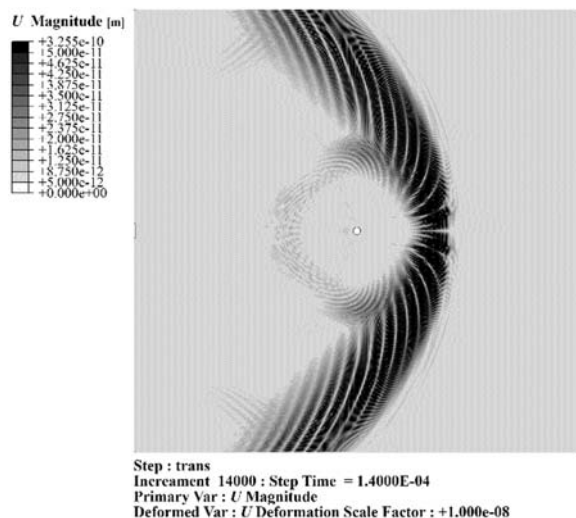 U Magnitude [m]
+3.255e-10
+5.000e-11
+4.625e-11
+4.250e-11
+3.875e-11
+3.500e-11
+3.125e-11
+2.750e-11
+2.375e-11
+2.000e-11
+1.625e-11
+1.250e-11
+8.750e-12
+5.000e-12
+0.000e+00
Step : trans
Increament 14000 : Step Time = 1.4000E-04
Primary Var : U Magnitude
Deformed Var : U Deformation Scale Factor : +1.000e-08